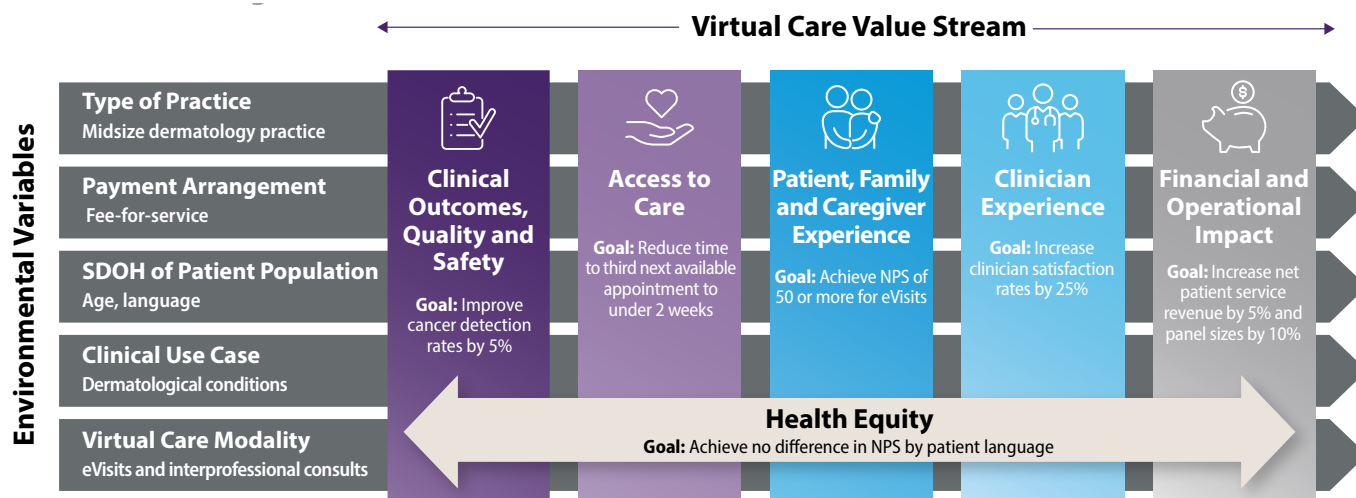 Virtual Care Value Stream
Environmental Variables
Type of Practice
Midsize dermatology practice
Payment Arrangement
Fee-for-service
SDOH of Patient Population
Age, language
Clinical Use Case
Dermatological conditions
Virtual Care Modality
eVisits and interprofessional consults
Clinical
Outcomes,
Quality and
Safety
Goal: Improve
cancer detection
rates by 5%
Access to
Care
Goal: Reduce time
to third next available
appointment to
under 2 weeks
Patient, Family
and Caregiver
Experience
Goal: Achieve NPS of
50 or more for eVisits
Clinician
Experience
Goal: Increase
clinician satisfaction
rates by 25%
$
Financial and
Operational
Impact
Goal: Increase net
patient service
revenue by 5% and
panel sizes by 10%
Health Equity
Goal: Achieve no difference in NPS by patient language